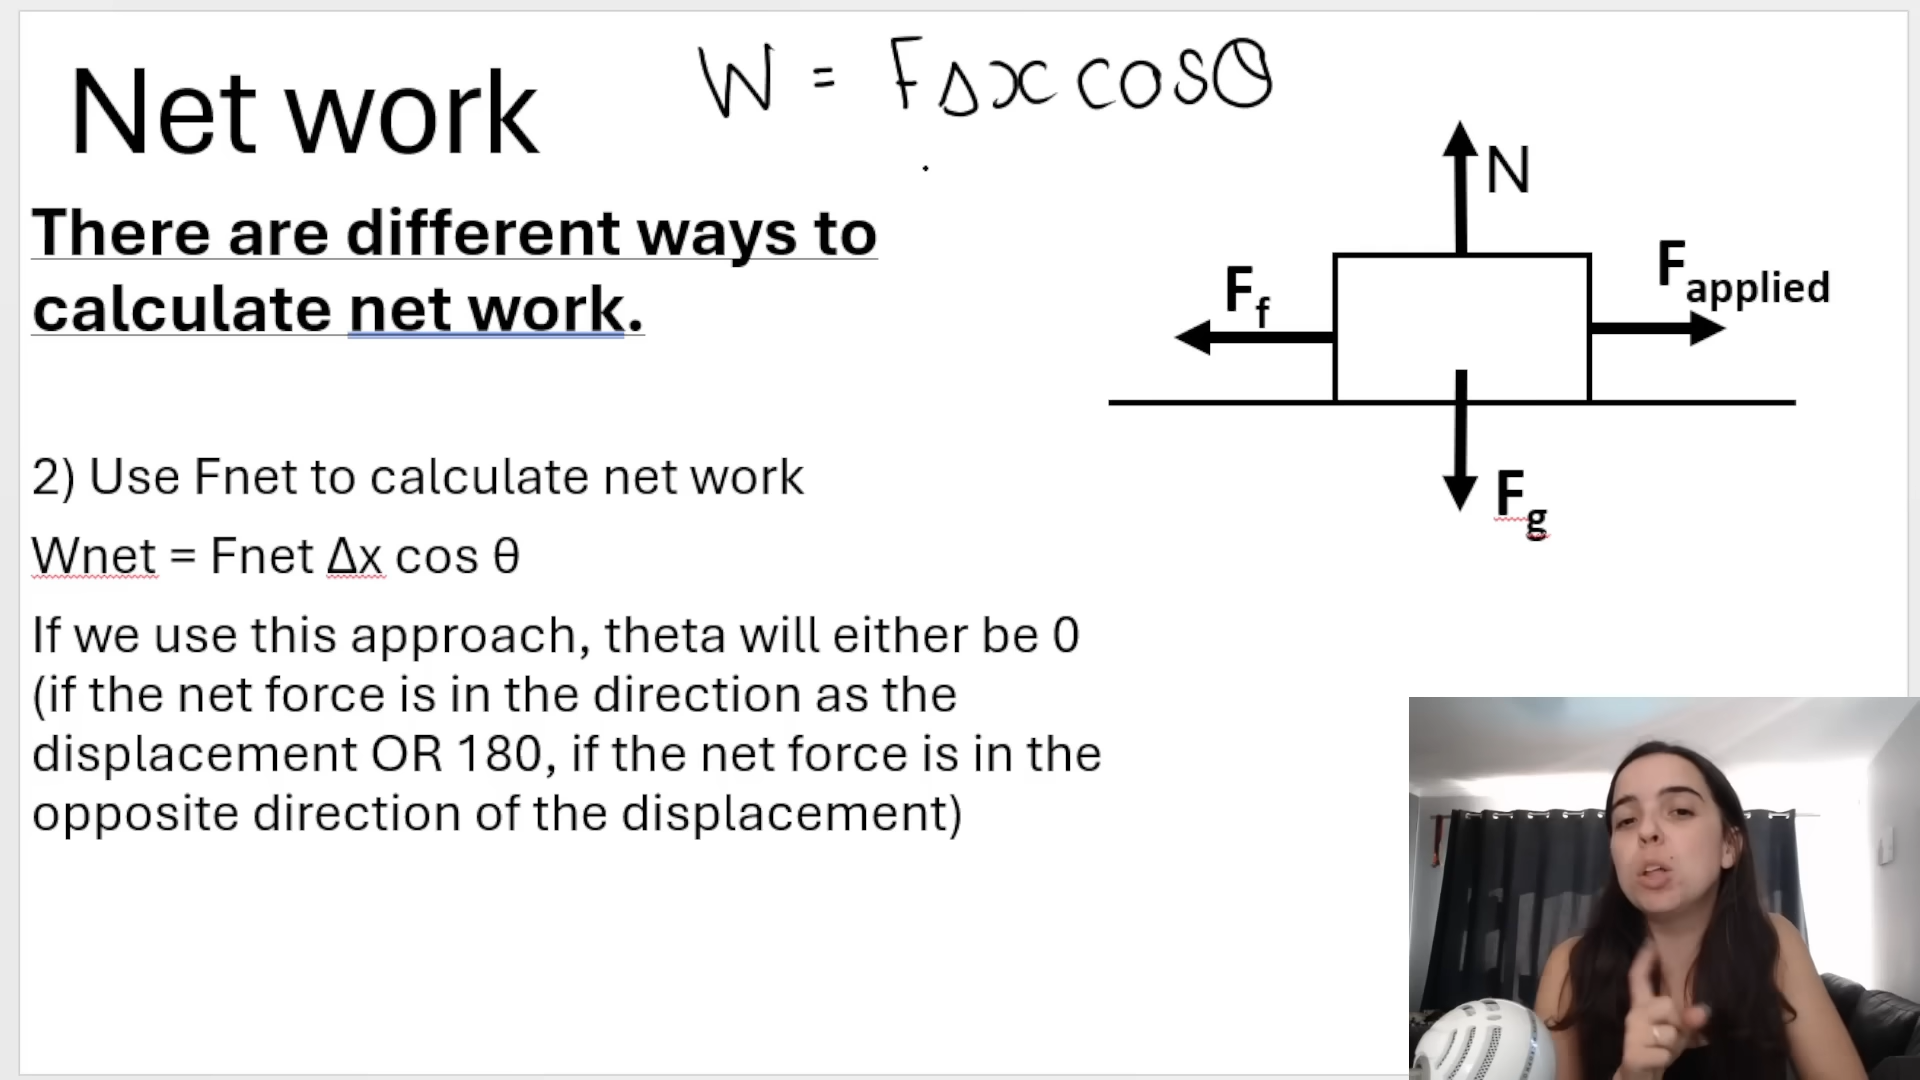 Net work
W = FΔx cosθ
There are different ways to
calculate net work.
N
Ff
Fapplied
Fg
2) Use Fnet to calculate net work
Wnet = Fnet Δx cos θ
If we use this approach, theta will either be 0
(if the net force is in the direction as the
displacement OR 180, if the net force is in the
opposite direction of the displacement)